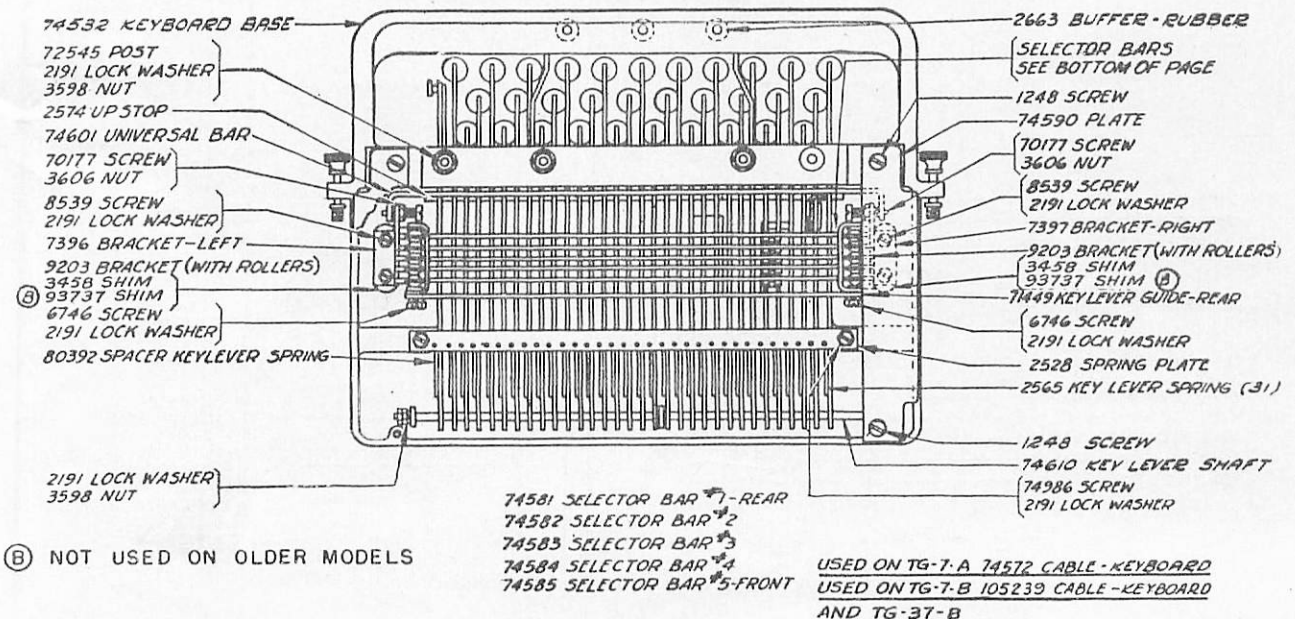 74532 KEYBOARD BASE
72545 POST
2191 LOCK WASHER
3598 NUT
2574 UP STOP
74601 UNIVERSAL BAR
70177 SCREW
3606 NUT
8539 SCREW
2191 LOCK WASHER
7396 BRACKET-LEFT
9203 BRACKET (WITH ROLLERS)
3458 SHIM
Ⓑ 93737 SHIM
6746 SCREW
2191 LOCK WASHER
80392 SPACER KEYLEVER SPRING
2191 LOCK WASHER
3598 NUT
2663 BUFFER-RUBBER
SELECTOR BARS
SEE BOTTOM OF PAGE
1248 SCREW
74590 PLATE
70177 SCREW
3606 NUT
8539 SCREW
2191 LOCK WASHER
7397 BRACKET-RIGHT
9203 BRACKET (WITH ROLLERS)
3458 SHIM
93737 SHIM Ⓑ
71449 KEY LEVER GUIDE-REAR
6746 SCREW
2191 LOCK WASHER
2528 SPRING PLATE
2565 KEY LEVER SPRING (31)
1248 SCREW
74610 KEY LEVER SHAFT
74986 SCREW
2191 LOCK WASHER
74581 SELECTOR BAR #1-REAR
74582 SELECTOR BAR #2
74583 SELECTOR BAR #3
74584 SELECTOR BAR #4
74585 SELECTOR BAR #5-FRONT
Ⓑ NOT USED ON OLDER MODELS
USED ON TG-7-A 74572 CABLE-KEYBOARD
USED ON TG-7-B 105239 CABLE-KEYBOARD
AND TG-37-B